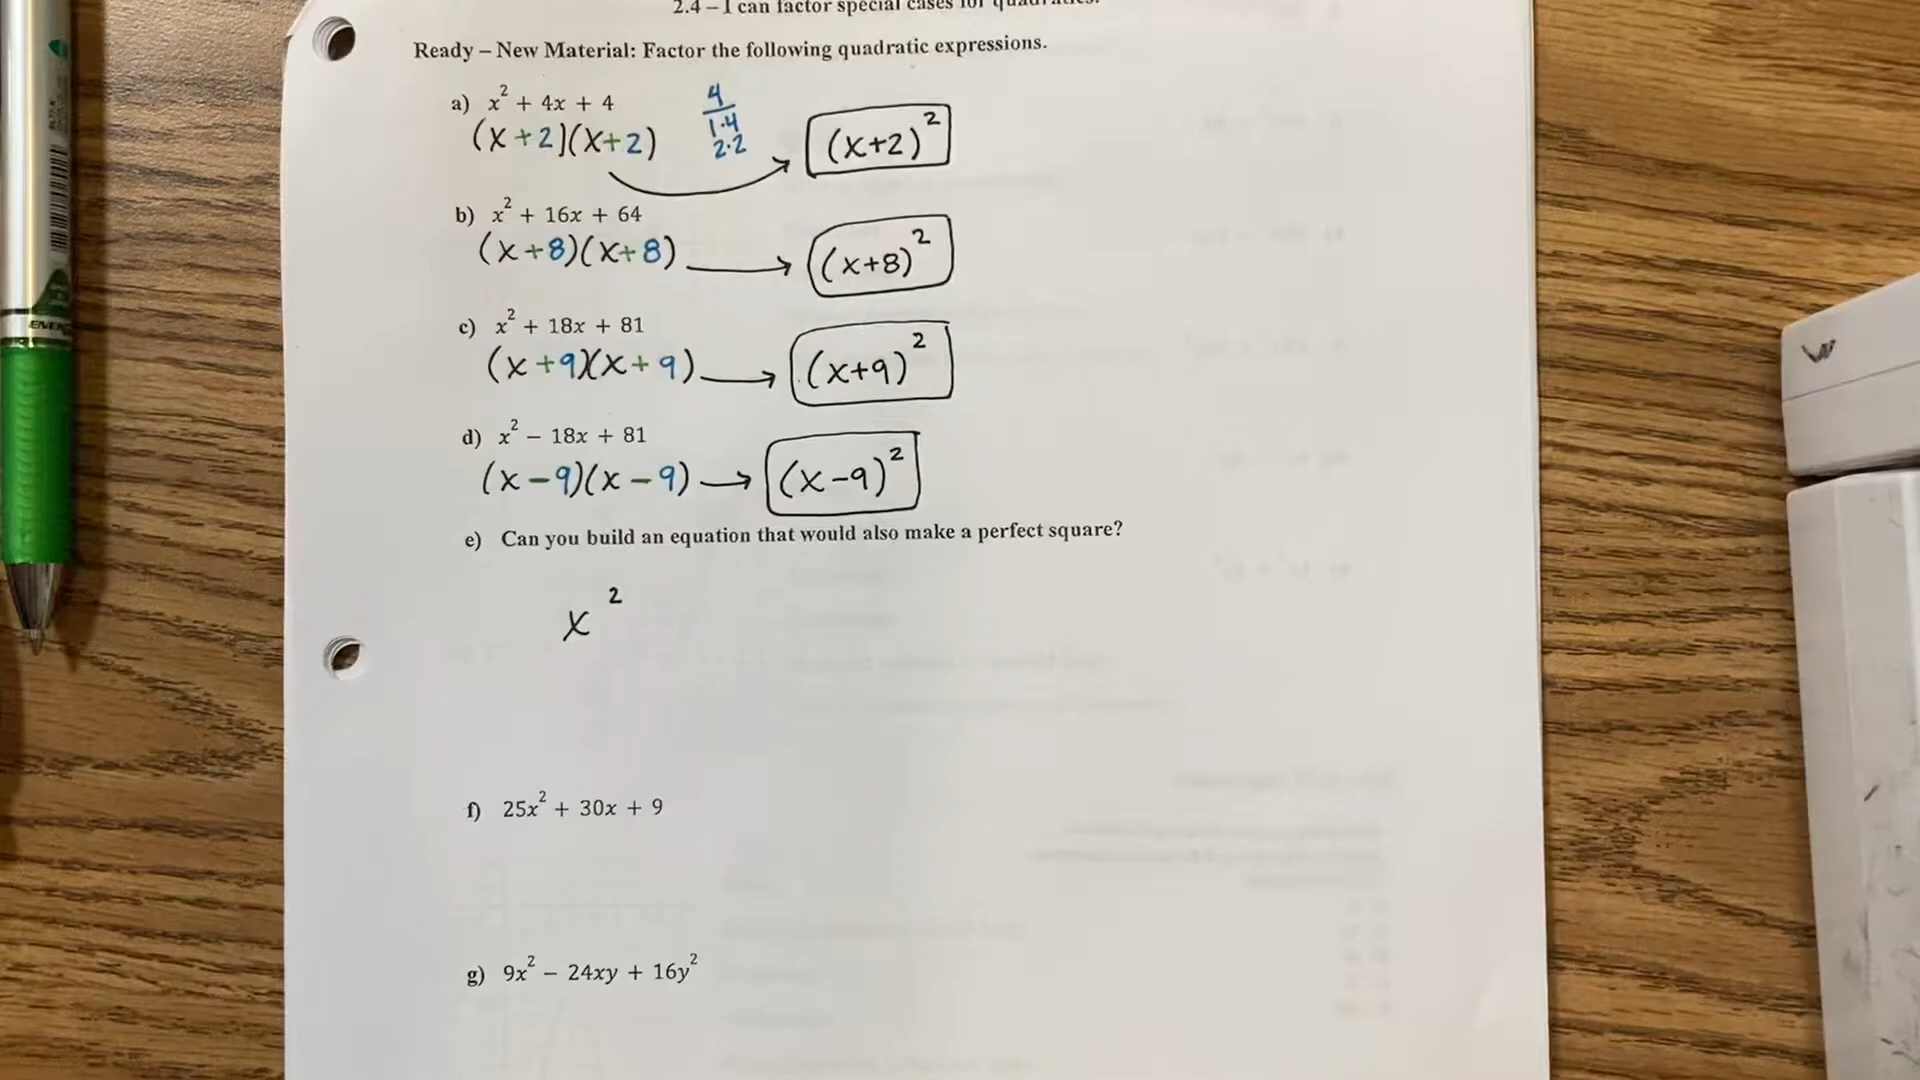 2.4 – I can factor special cases for quadratics.
Ready – New Material: Factor the following quadratic expressions.
a) x² + 4x + 4
(x+2)(x+2)
4
1·4
2·2
(x+2)²
b) x² + 16x + 64
(x+8)(x+8)
(x+8)²
c) x² + 18x + 81
(x+9)(x+9)
(x+9)²
d) x² − 18x + 81
(x−9)(x−9)
(x−9)²
e) Can you build an equation that would also make a perfect square?
x ²
f) 25x² + 30x + 9
g) 9x² − 24xy + 16y²